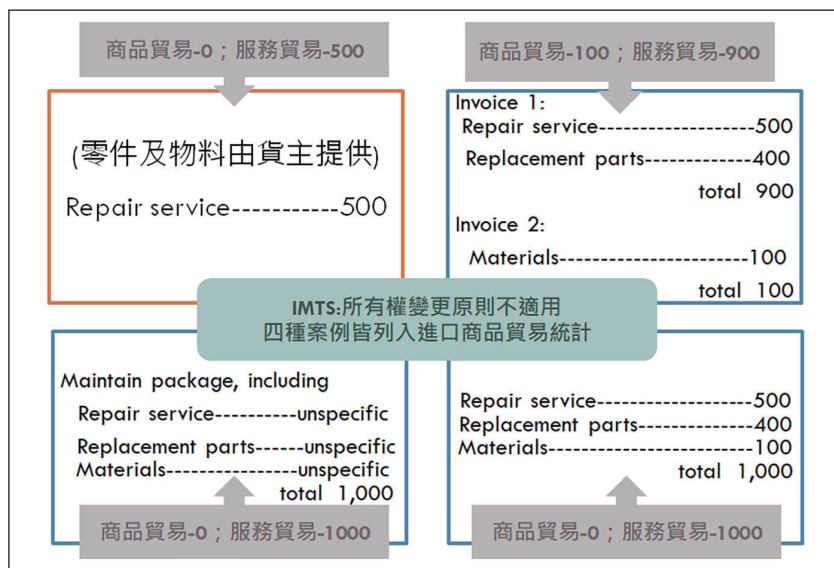 商品貿易-0；服務貿易-500
(零件及物料由貨主提供)
Repair service-----------500
商品貿易-100；服務貿易-900
Invoice 1:
Repair service-------------------500
Replacement parts-----------400
total 900
Invoice 2:
Materials----------------------100
total 100
IMTS:所有權變更原則不適用
四種案例皆列入進口商品貿易統計
Maintain package, including
Repair service----------unspecific
Replacement parts------unspecific
Materials----------------unspecific
total 1,000
商品貿易-0；服務貿易-1000
Repair service-------------------500
Replacement parts------------400
Materials----------------------100
total 1,000
商品貿易-0；服務貿易-1000